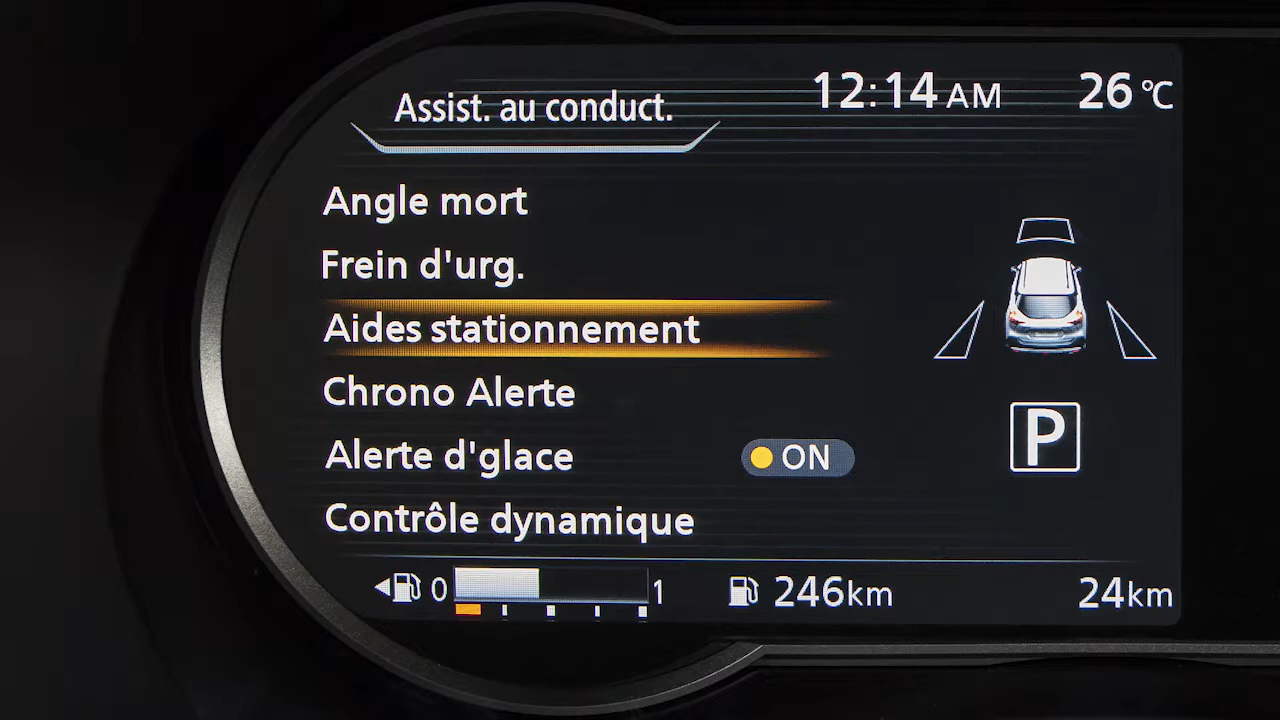 Assist. au conduct.
12:14 AM
26 °C
Angle mort
Frein d'urg.
Aides stationnement
Chrono Alerte
Alerte d'glace
ON
Contrôle dynamique
P
0
1
246km
24km